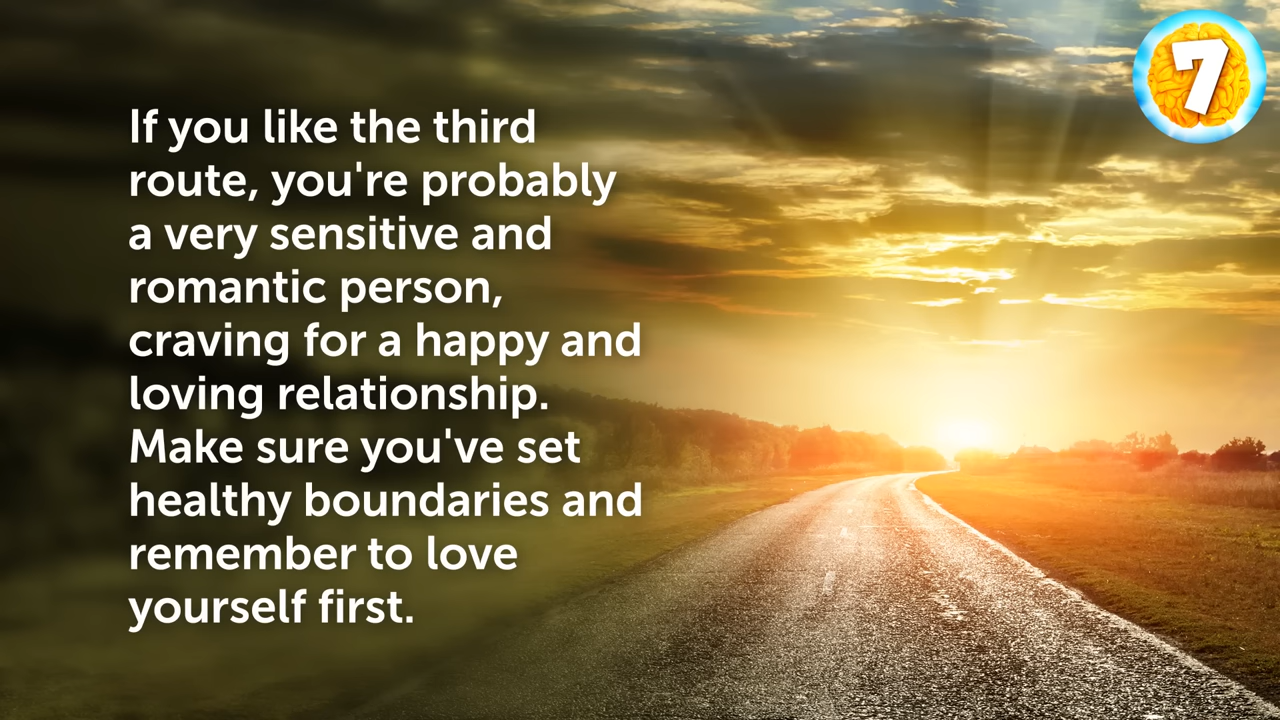 7
If you like the third
route, you're probably
a very sensitive and
romantic person,
craving for a happy and
loving relationship.
Make sure you've set
healthy boundaries and
remember to love
yourself first.